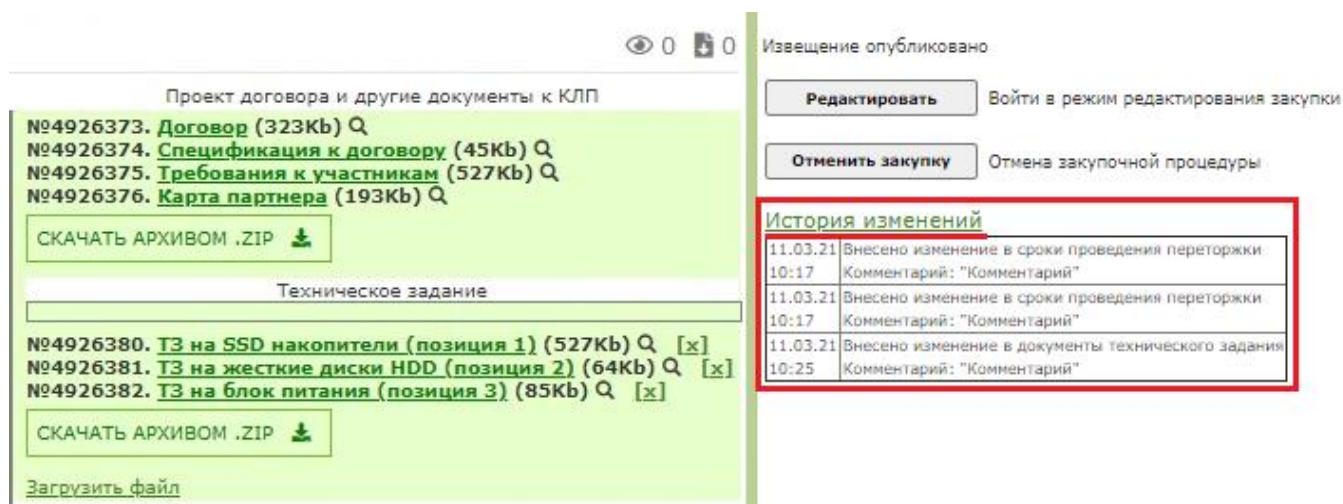 0 0
Проект договора и другие документы к КЛП
№4926373. Договор (323Kb)
№4926374. Спецификация к договору (45Kb)
№4926375. Требования к участникам (527Kb)
№4926376. Карта партнера (193Kb)
СКАЧАТЬ АРХИВОМ .ZIP
Техническое задание
№4926380. ТЗ на SSD накопители (позиция 1) (527Kb) [x]
№4926381. ТЗ на жесткие диски HDD (позиция 2) (64Kb) [x]
№4926382. ТЗ на блок питания (позиция 3) (85Kb) [x]
СКАЧАТЬ АРХИВОМ .ZIP
Загрузить файл
Извещение опубликовано
Редактировать Войти в режим редактирования закупки
Отменить закупку Отмена закупочной процедуры
История изменений
11.03.21 Внесено изменение в сроки проведения переторжки
10:17 Комментарий: "Комментарий"
11.03.21 Внесено изменение в сроки проведения переторжки
10:17 Комментарий: "Комментарий"
11.03.21 Внесено изменение в документы технического задания
10:25 Комментарий: "Комментарий"